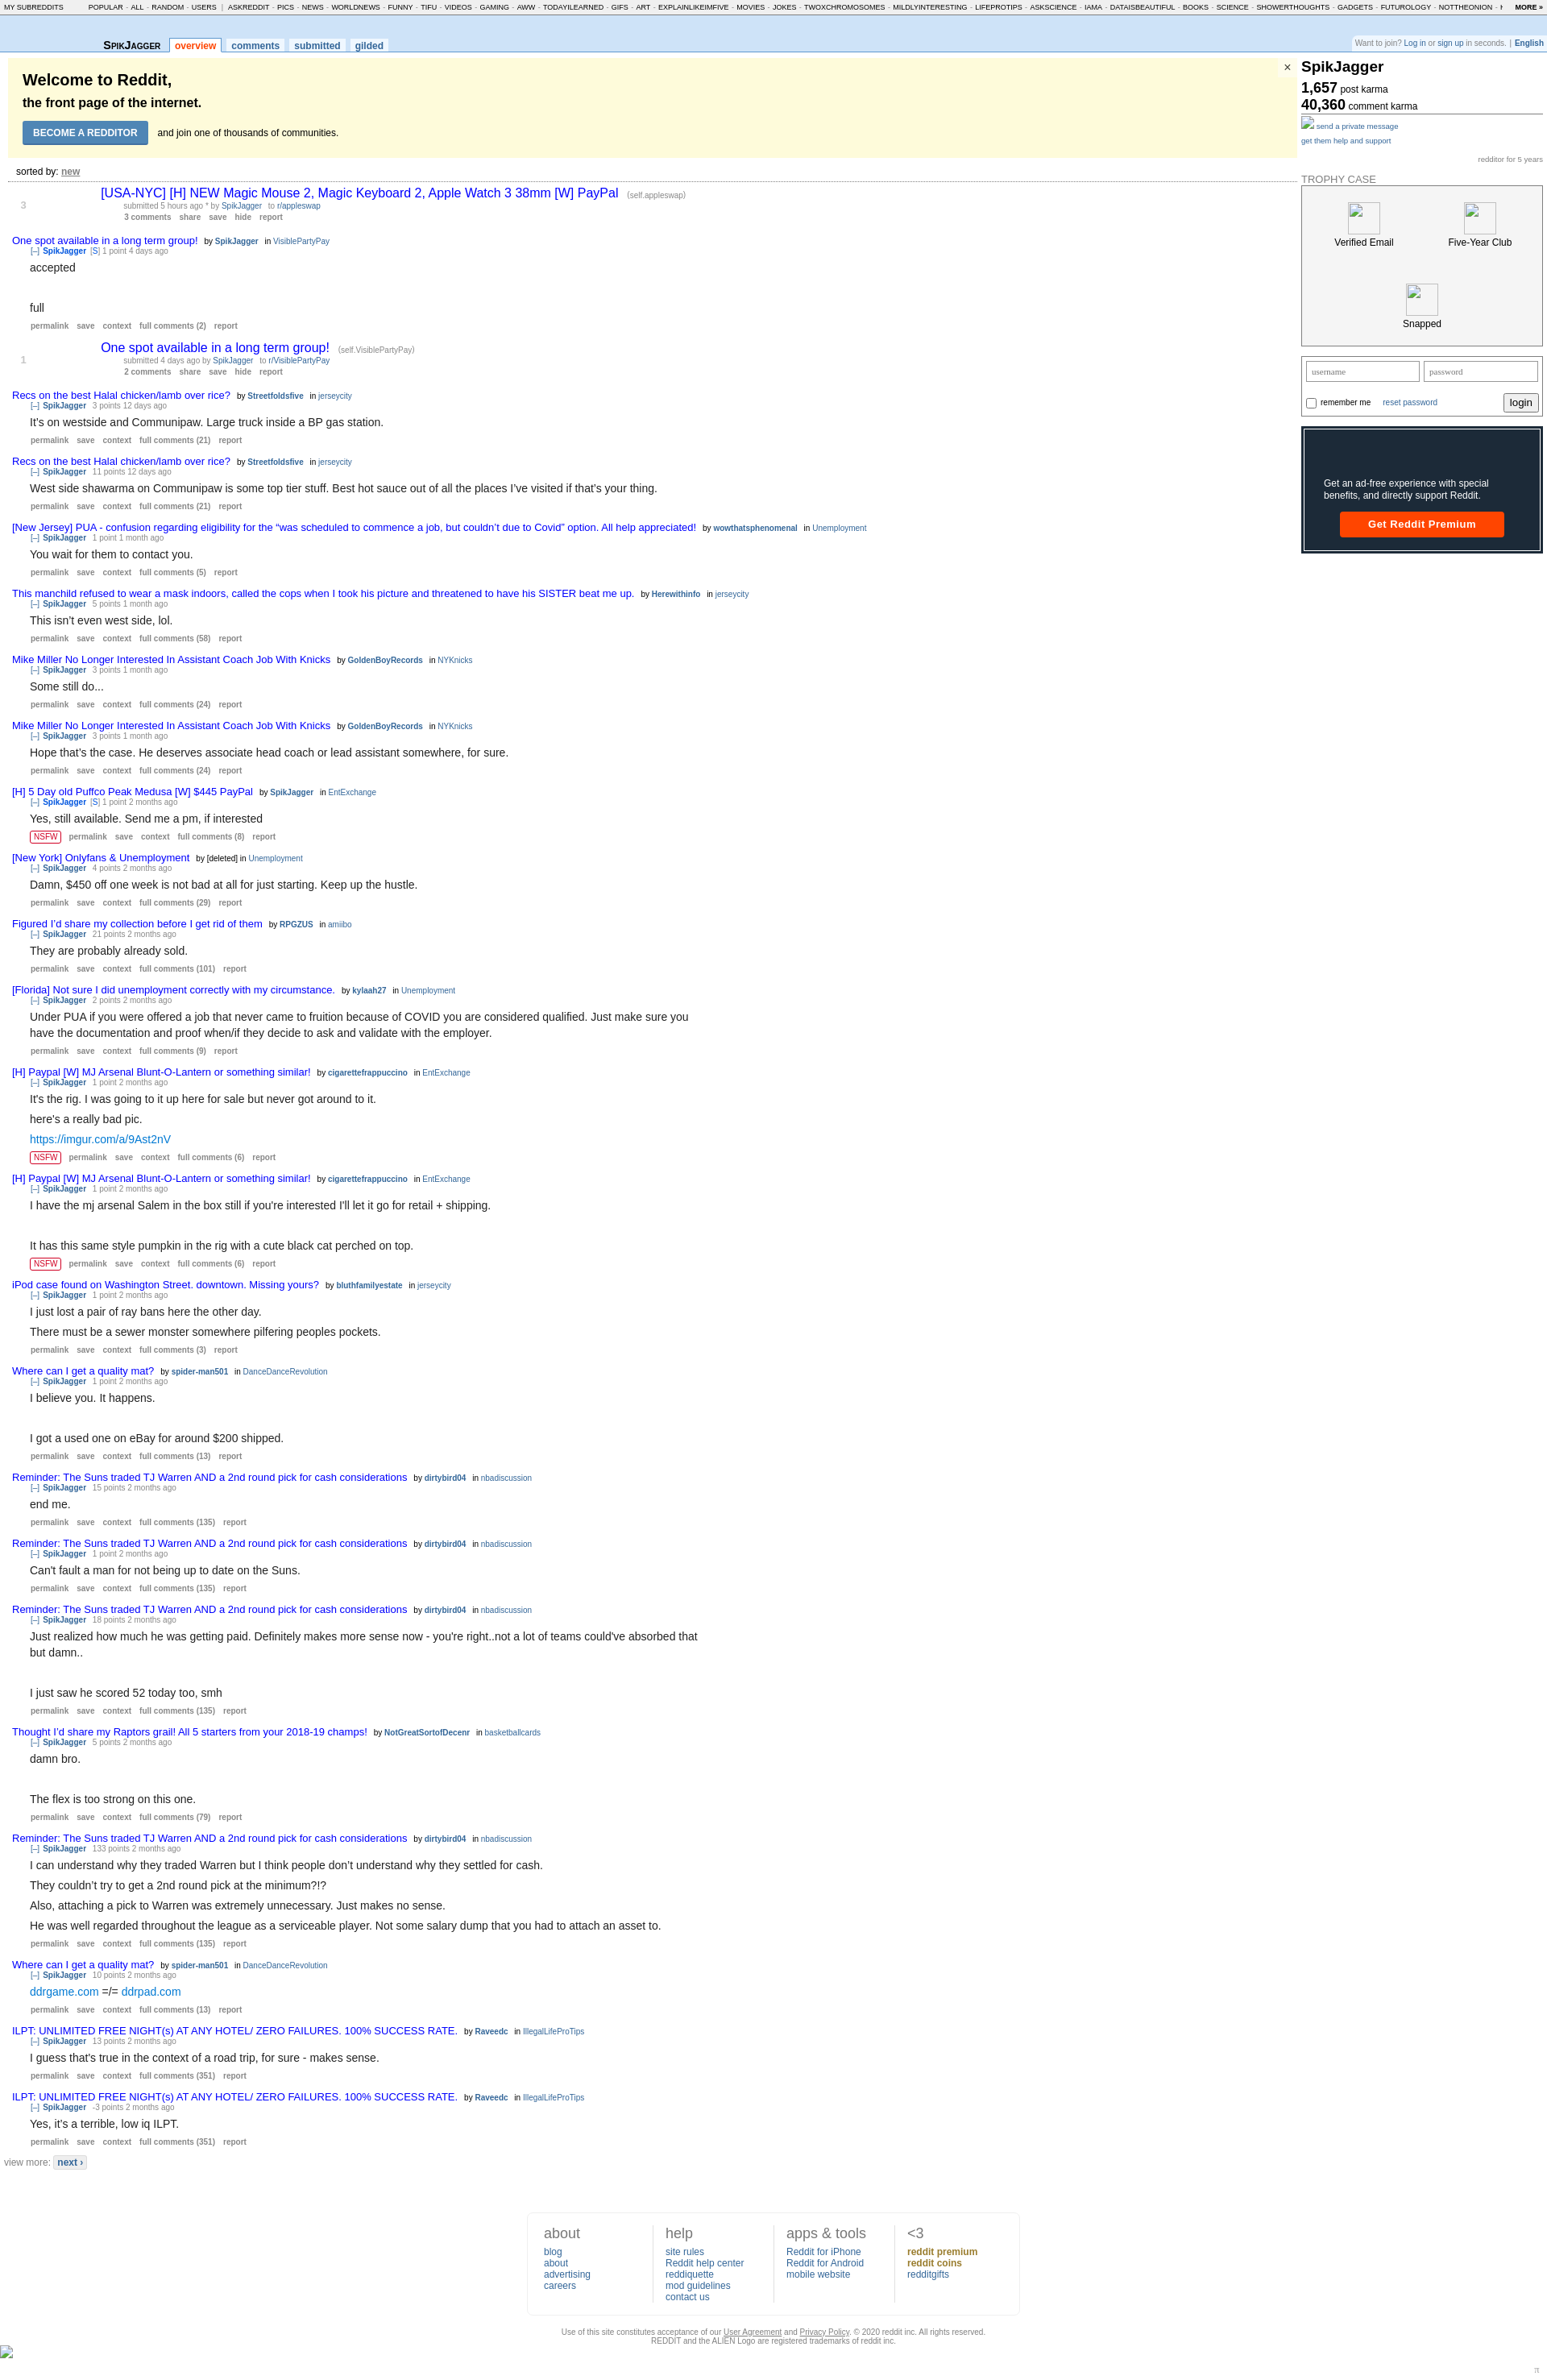 MY SUBREDDITS POPULAR - ALL - RANDOM - USERS | ASKREDDIT - PICS - NEWS - WORLDNEWS - FUNNY - TIFU - VIDEOS - GAMING - AWW - TODAYILEARNED - GIFS - ART - EXPLAINLIKEIMFIVE - MOVIES - JOKES - TWOXCHROMOSOMES - MILDLYINTERESTING - LIFEPROTIPS - ASKSCIENCE - IAMA - DATAISBEAUTIFUL - BOOKS - SCIENCE - SHOWERTHOUGHTS - GADGETS - FUTUROLOGY - NOTTHEONION - MORE »
SPIKJAGGER overview comments submitted gilded
Want to join? Log in or sign up in seconds. | English
Welcome to Reddit,
the front page of the internet.
BECOME A REDDITOR and join one of thousands of communities.
×
sorted by: new
3
[USA-NYC] [H] NEW Magic Mouse 2, Magic Keyboard 2, Apple Watch 3 38mm [W] PayPal (self.appleswap)
submitted 5 hours ago * by SpikJagger to r/appleswap
3 comments share save hide report
One spot available in a long term group! by SpikJagger in VisiblePartyPay
[–] SpikJagger [S] 1 point 4 days ago
accepted
full
permalink save context full comments (2) report
1
One spot available in a long term group! (self.VisiblePartyPay)
submitted 4 days ago by SpikJagger to r/VisiblePartyPay
2 comments share save hide report
Recs on the best Halal chicken/lamb over rice? by Streetfoldsfive in jerseycity
[–] SpikJagger 3 points 12 days ago
It's on westside and Communipaw. Large truck inside a BP gas station.
permalink save context full comments (21) report
Recs on the best Halal chicken/lamb over rice? by Streetfoldsfive in jerseycity
[–] SpikJagger 11 points 12 days ago
West side shawarma on Communipaw is some top tier stuff. Best hot sauce out of all the places I've visited if that's your thing.
permalink save context full comments (21) report
[New Jersey] PUA - confusion regarding eligibility for the “was scheduled to commence a job, but couldn’t due to Covid” option. All help appreciated! by wowthatsphenomenal in Unemployment
[–] SpikJagger 1 point 1 month ago
You wait for them to contact you.
permalink save context full comments (5) report
This manchild refused to wear a mask indoors, called the cops when I took his picture and threatened to have his SISTER beat me up. by Herewithinfo in jerseycity
[–] SpikJagger 5 points 1 month ago
This isn't even west side, lol.
permalink save context full comments (58) report
Mike Miller No Longer Interested In Assistant Coach Job With Knicks by GoldenBoyRecords in NYKnicks
[–] SpikJagger 3 points 1 month ago
Some still do...
permalink save context full comments (24) report
Mike Miller No Longer Interested In Assistant Coach Job With Knicks by GoldenBoyRecords in NYKnicks
[–] SpikJagger 3 points 1 month ago
Hope that's the case. He deserves associate head coach or lead assistant somewhere, for sure.
permalink save context full comments (24) report
[H] 5 Day old Puffco Peak Medusa [W] $445 PayPal by SpikJagger in EntExchange
[–] SpikJagger [S] 1 point 2 months ago
Yes, still available. Send me a pm, if interested
NSFW permalink save context full comments (8) report
[New York] Onlyfans & Unemployment by [deleted] in Unemployment
[–] SpikJagger 4 points 2 months ago
Damn, $450 off one week is not bad at all for just starting. Keep up the hustle.
permalink save context full comments (29) report
Figured I'd share my collection before I get rid of them by RPGZUS in amiibo
[–] SpikJagger 21 points 2 months ago
They are probably already sold.
permalink save context full comments (101) report
[Florida] Not sure I did unemployment correctly with my circumstance. by kylaah27 in Unemployment
[–] SpikJagger 2 points 2 months ago
Under PUA if you were offered a job that never came to fruition because of COVID you are considered qualified. Just make sure you
have the documentation and proof when/if they decide to ask and validate with the employer.
permalink save context full comments (9) report
[H] Paypal [W] MJ Arsenal Blunt-O-Lantern or something similar! by cigarettefrappuccino in EntExchange
[–] SpikJagger 1 point 2 months ago
It's the rig. I was going to it up here for sale but never got around to it.
here's a really bad pic.
https://imgur.com/a/9Ast2nV
NSFW permalink save context full comments (6) report
[H] Paypal [W] MJ Arsenal Blunt-O-Lantern or something similar! by cigarettefrappuccino in EntExchange
[–] SpikJagger 1 point 2 months ago
I have the mj arsenal Salem in the box still if you're interested I'll let it go for retail + shipping.
It has this same style pumpkin in the rig with a cute black cat perched on top.
NSFW permalink save context full comments (6) report
iPod case found on Washington Street. downtown. Missing yours? by bluthfamilyestate in jerseycity
[–] SpikJagger 1 point 2 months ago
I just lost a pair of ray bans here the other day.
There must be a sewer monster somewhere pilfering peoples pockets.
permalink save context full comments (3) report
Where can I get a quality mat? by spider-man501 in DanceDanceRevolution
[–] SpikJagger 1 point 2 months ago
I believe you. It happens.
I got a used one on eBay for around $200 shipped.
permalink save context full comments (13) report
Reminder: The Suns traded TJ Warren AND a 2nd round pick for cash considerations by dirtybird04 in nbadiscussion
[–] SpikJagger 15 points 2 months ago
end me.
permalink save context full comments (135) report
Reminder: The Suns traded TJ Warren AND a 2nd round pick for cash considerations by dirtybird04 in nbadiscussion
[–] SpikJagger 1 point 2 months ago
Can't fault a man for not being up to date on the Suns.
permalink save context full comments (135) report
Reminder: The Suns traded TJ Warren AND a 2nd round pick for cash considerations by dirtybird04 in nbadiscussion
[–] SpikJagger 18 points 2 months ago
Just realized how much he was getting paid. Definitely makes more sense now - you're right..not a lot of teams could've absorbed that
but damn..
I just saw he scored 52 today too, smh
permalink save context full comments (135) report
Thought I'd share my Raptors grail! All 5 starters from your 2018-19 champs! by NotGreatSortofDecenr in basketballcards
[–] SpikJagger 5 points 2 months ago
damn bro.
The flex is too strong on this one.
permalink save context full comments (79) report
Reminder: The Suns traded TJ Warren AND a 2nd round pick for cash considerations by dirtybird04 in nbadiscussion
[–] SpikJagger 133 points 2 months ago
I can understand why they traded Warren but I think people don't understand why they settled for cash.
They couldn't try to get a 2nd round pick at the minimum?!?
Also, attaching a pick to Warren was extremely unnecessary. Just makes no sense.
He was well regarded throughout the league as a serviceable player. Not some salary dump that you had to attach an asset to.
permalink save context full comments (135) report
Where can I get a quality mat? by spider-man501 in DanceDanceRevolution
[–] SpikJagger 10 points 2 months ago
ddrgame.com =/= ddrpad.com
permalink save context full comments (13) report
ILPT: UNLIMITED FREE NIGHT(s) AT ANY HOTEL/ ZERO FAILURES. 100% SUCCESS RATE. by Raveedc in IllegalLifeProTips
[–] SpikJagger 13 points 2 months ago
I guess that's true in the context of a road trip, for sure - makes sense.
permalink save context full comments (351) report
ILPT: UNLIMITED FREE NIGHT(s) AT ANY HOTEL/ ZERO FAILURES. 100% SUCCESS RATE. by Raveedc in IllegalLifeProTips
[–] SpikJagger -3 points 2 months ago
Yes, it's a terrible, low iq ILPT.
permalink save context full comments (351) report
view more: next ›
SpikJagger
1,657 post karma
40,360 comment karma
send a private message
get them help and support
redditor for 5 years
TROPHY CASE
Verified Email Five-Year Club
Snapped
username password
remember me reset password login
Get an ad-free experience with special
benefits, and directly support Reddit.
Get Reddit Premium
about
blog
about
advertising
careers
help
site rules
Reddit help center
reddiquette
mod guidelines
contact us
apps & tools
Reddit for iPhone
Reddit for Android
mobile website
<3
reddit premium
reddit coins
redditgifts
Use of this site constitutes acceptance of our User Agreement and Privacy Policy. © 2020 reddit inc. All rights reserved.
REDDIT and the ALIEN Logo are registered trademarks of reddit inc.
π